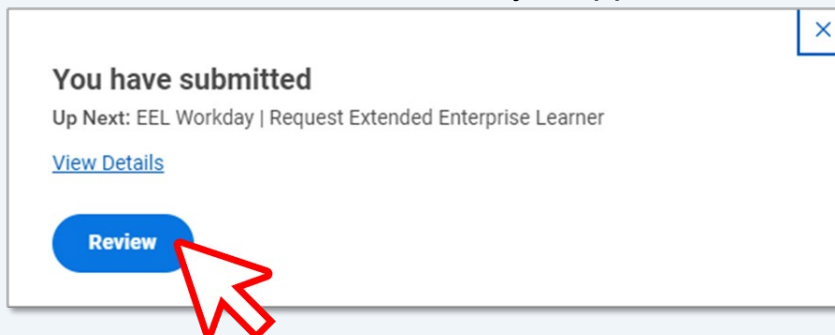 You have submitted
Up Next: EEL Workday | Request Extended Enterprise Learner
View Details
Review